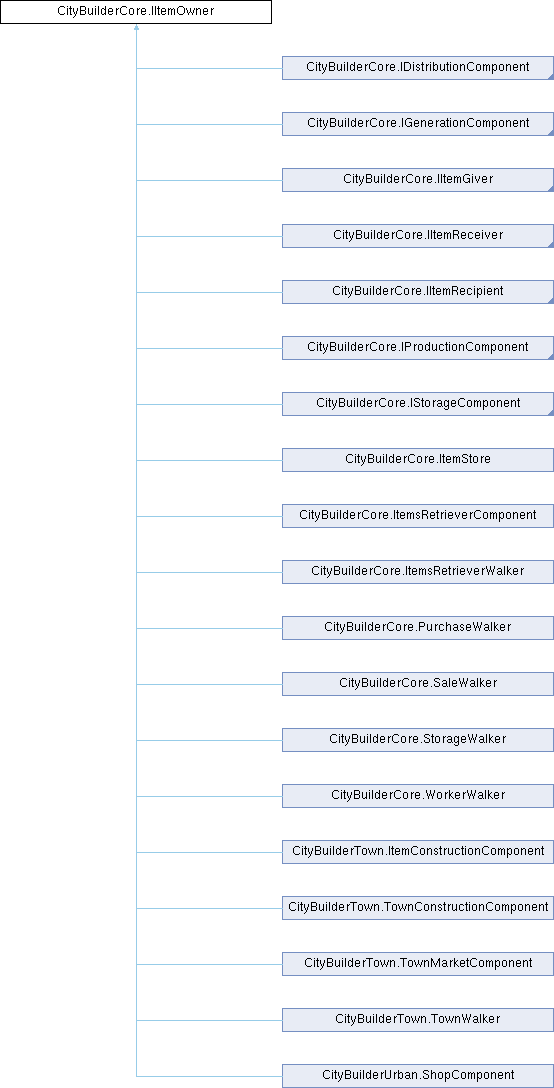 CityBuilderCore.IItemOwner
CityBuilderCore.IDistributionComponent
CityBuilderCore.IGenerationComponent
CityBuilderCore.IItemGiver
CityBuilderCore.IItemReceiver
CityBuilderCore.IItemRecipient
CityBuilderCore.IProductionComponent
CityBuilderCore.IStorageComponent
CityBuilderCore.ItemStore
CityBuilderCore.ItemsRetrieverComponent
CityBuilderCore.ItemsRetrieverWalker
CityBuilderCore.PurchaseWalker
CityBuilderCore.SaleWalker
CityBuilderCore.StorageWalker
CityBuilderCore.WorkerWalker
CityBuilderTown.ItemConstructionComponent
CityBuilderTown.TownConstructionComponent
CityBuilderTown.TownMarketComponent
CityBuilderTown.TownWalker
CityBuilderUrban.ShopComponent